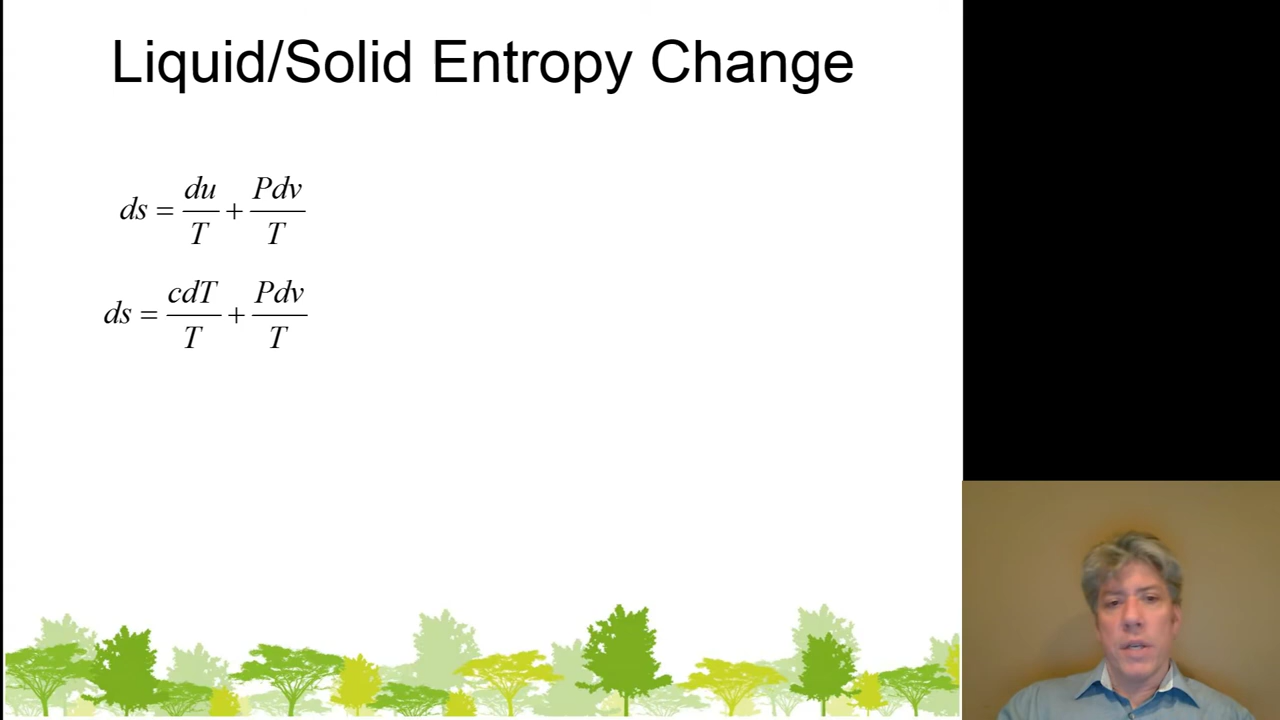 Liquid/Solid Entropy Change
ds = du/T + Pdv/T
ds = cdT/T + Pdv/T